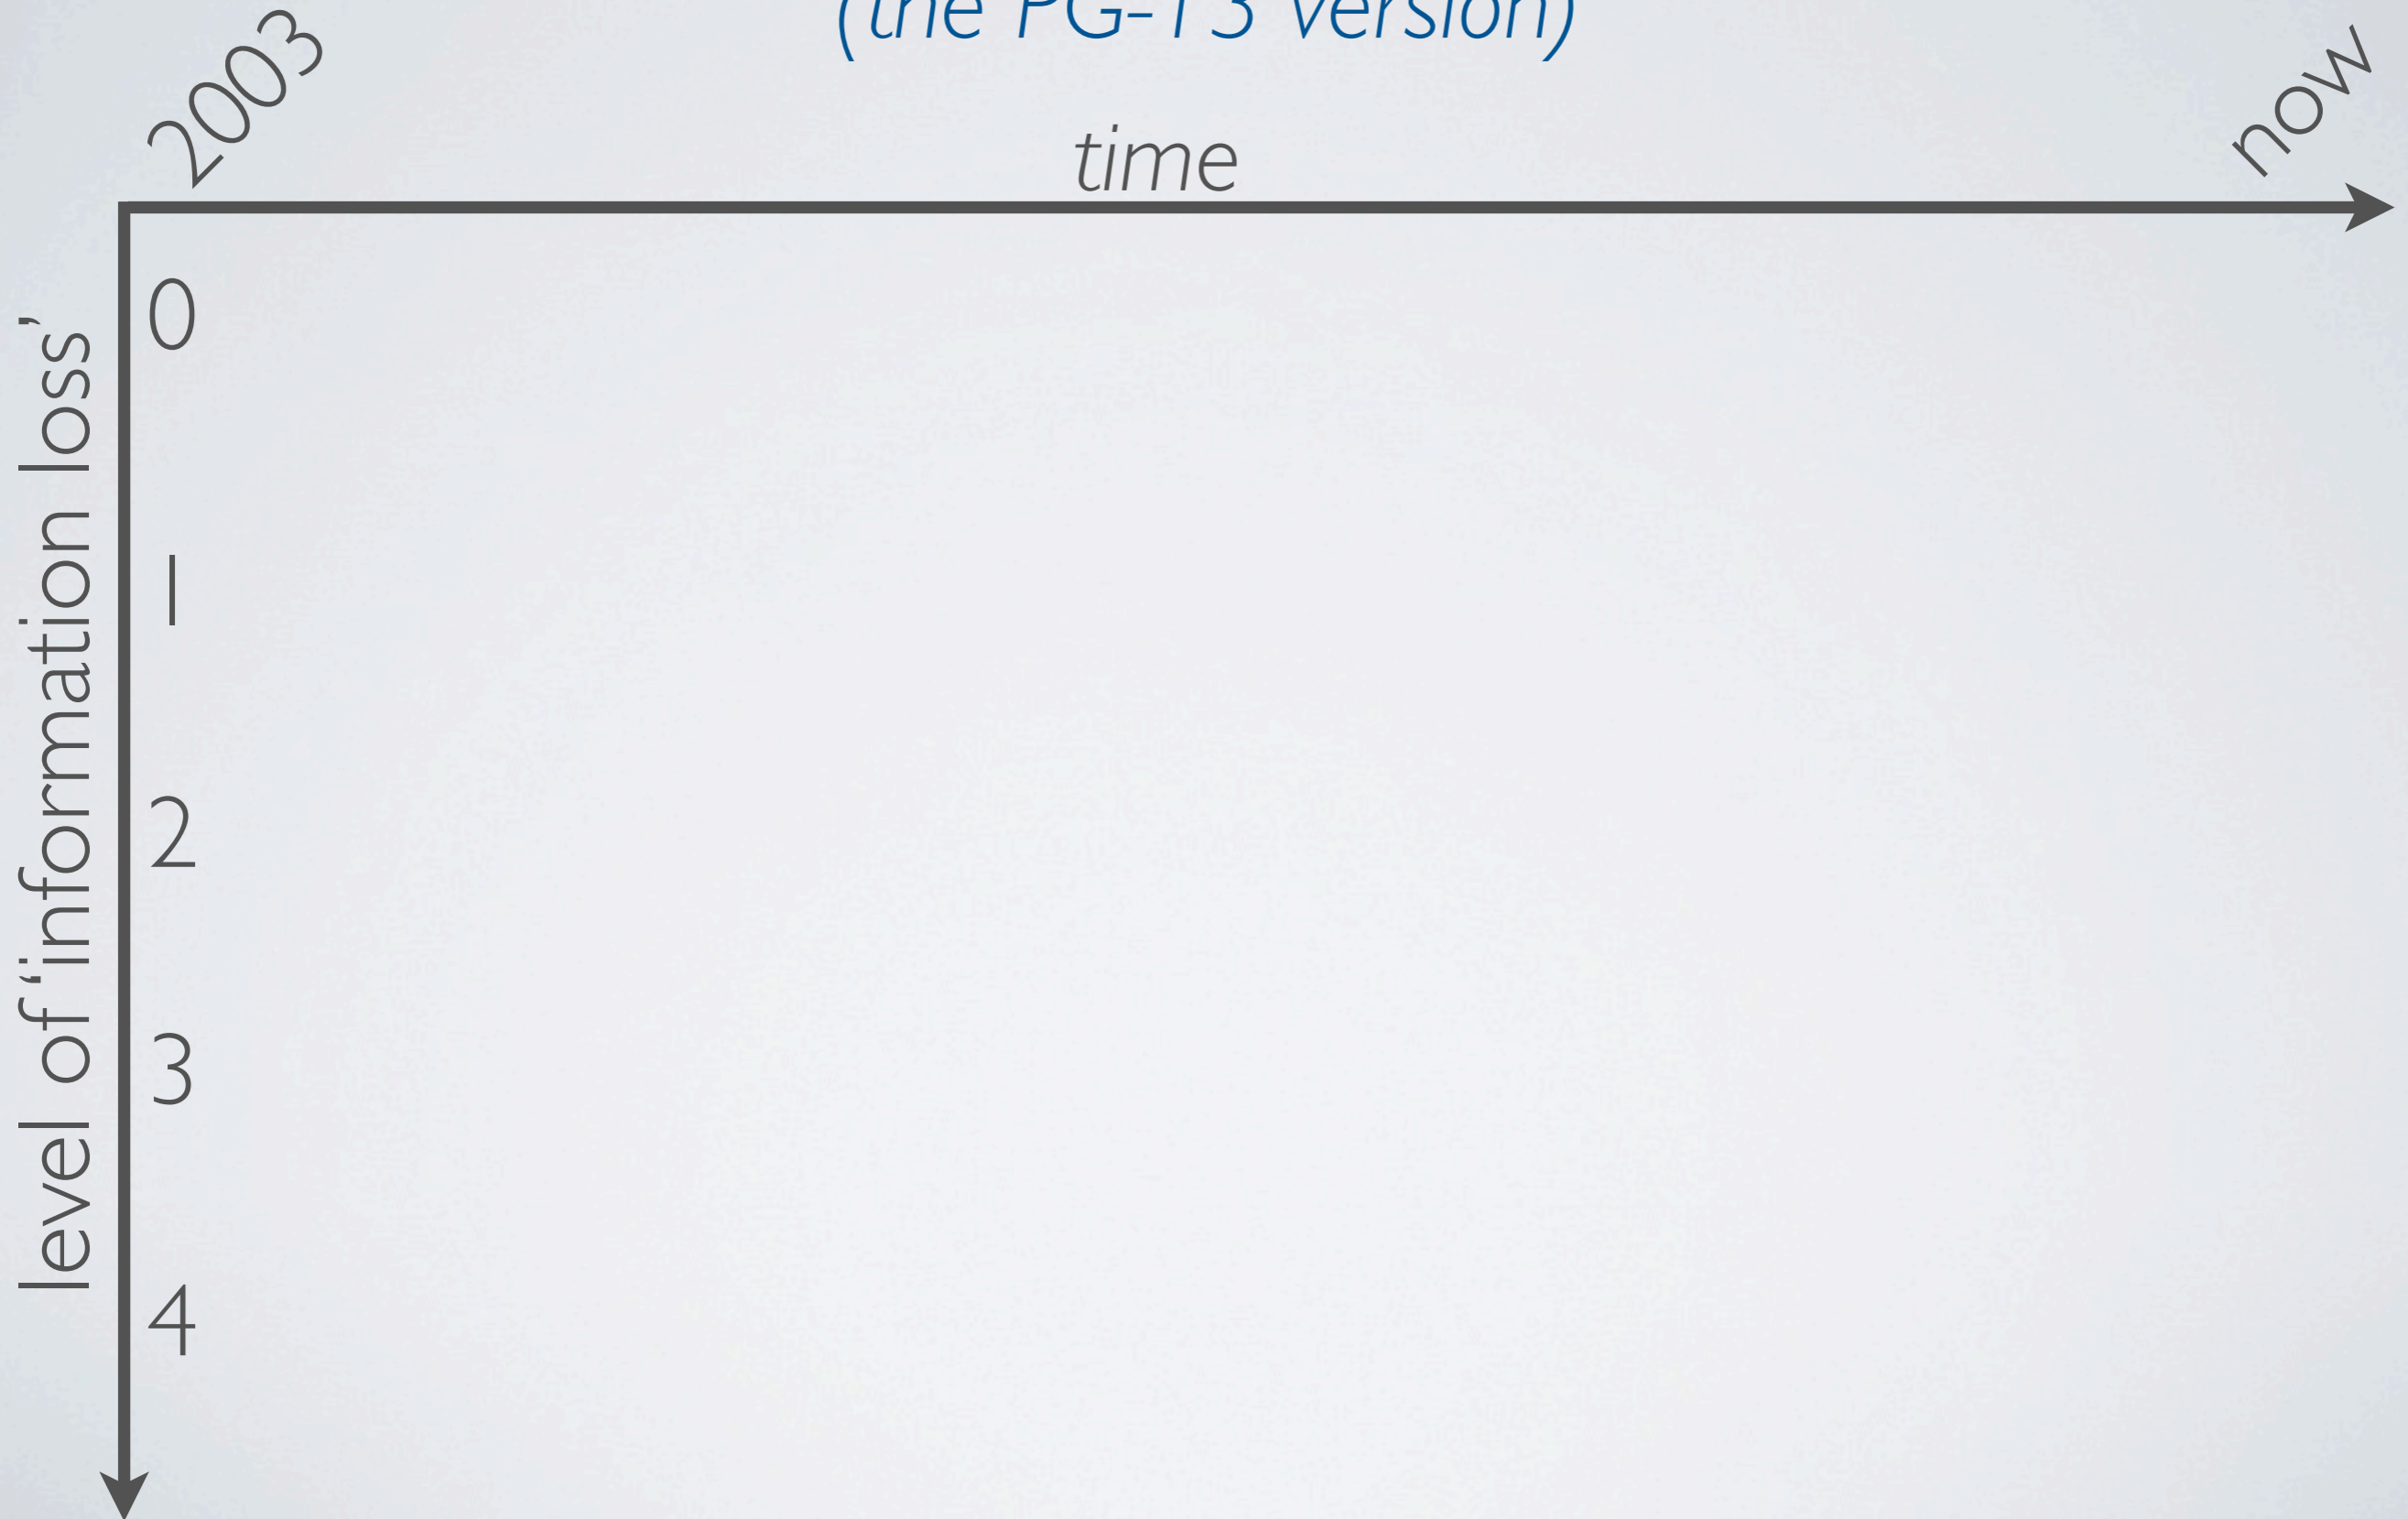 (the PG-13 version)
2003
time
now
level of ‘information loss’
0
1
2
3
4